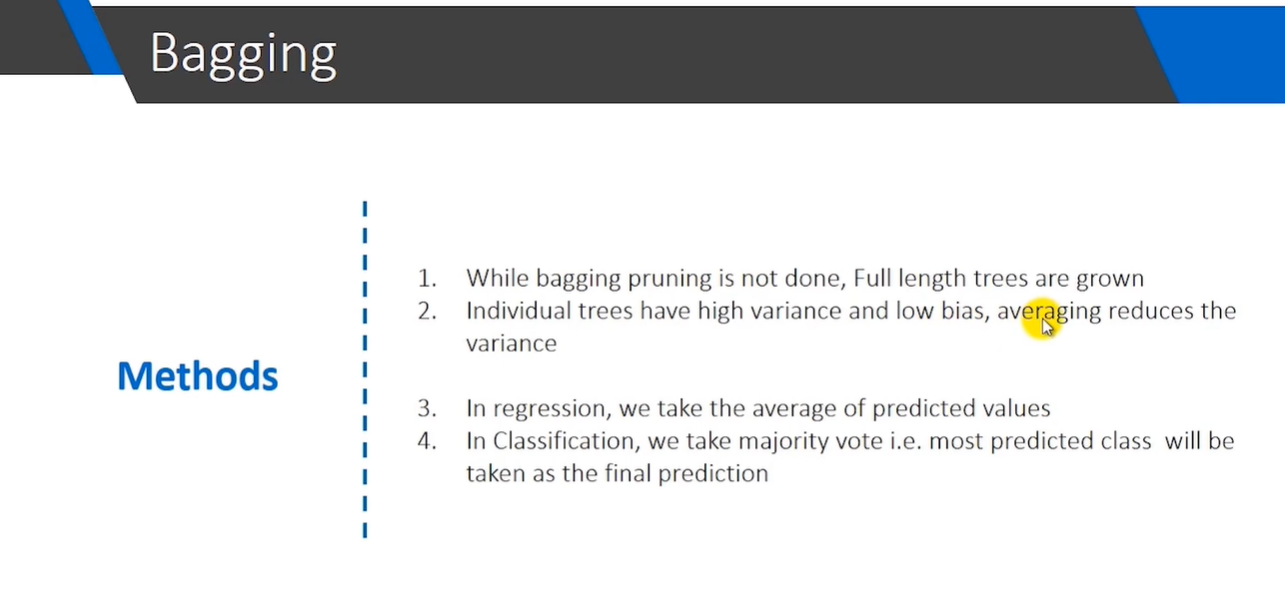 Bagging
Methods
1. While bagging pruning is not done, Full length trees are grown
2. Individual trees have high variance and low bias, averaging reduces the
variance
3. In regression, we take the average of predicted values
4. In Classification, we take majority vote i.e. most predicted class will be
taken as the final prediction